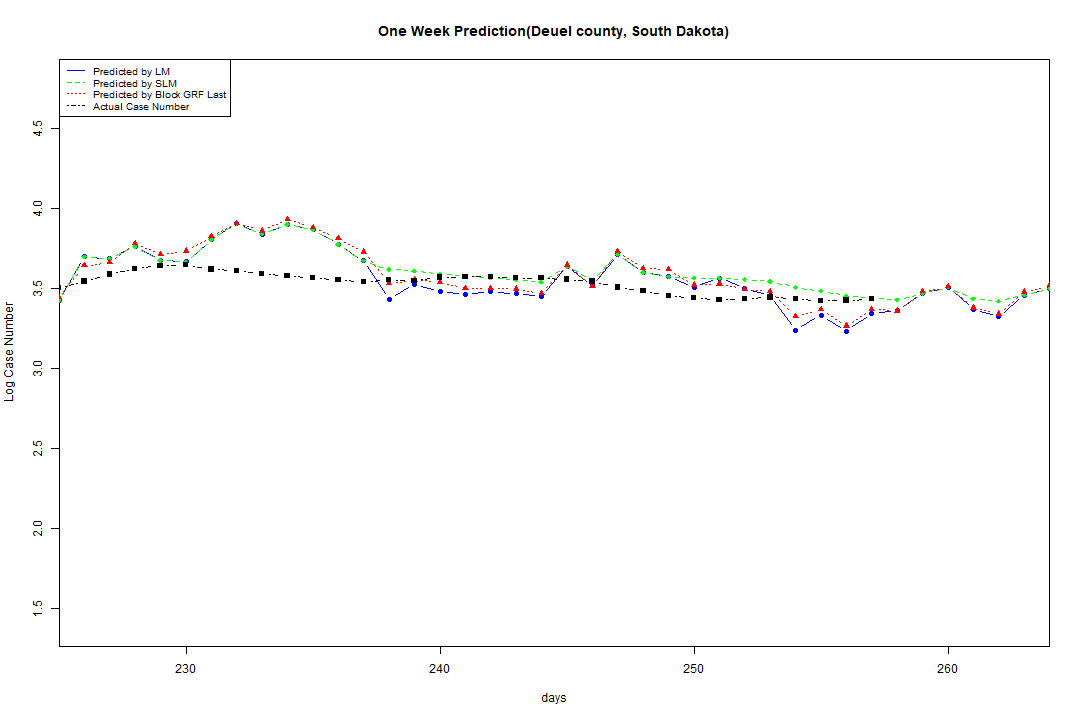 One Week Prediction(Deuel county, South Dakota)
Predicted by LM
Predicted by SLM
Predicted by Block GRF Last
Actual Case Number
4.5
4.0
3.5
3.0
2.5
2.0
1.5
Log Case Number
230
240
250
260
days